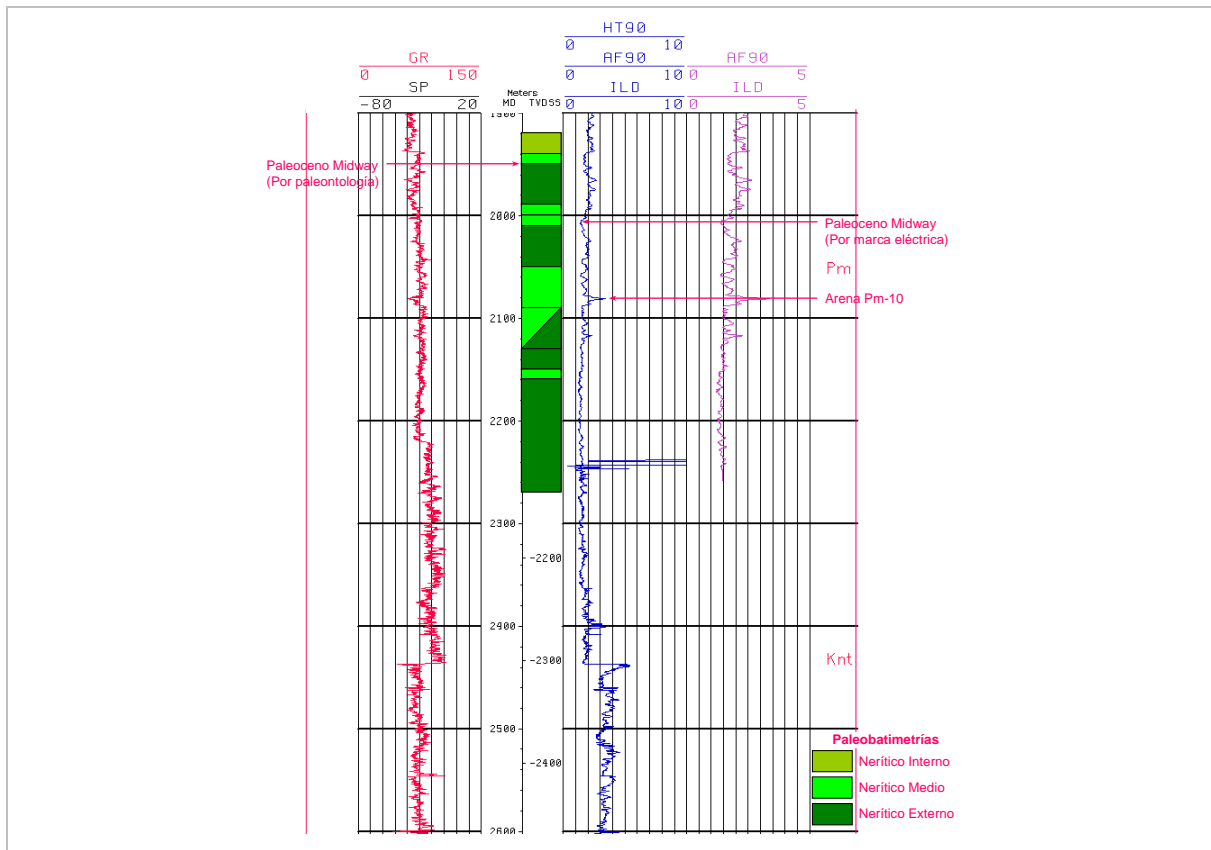 HT90
0 10
GR AF90 AF90
0 150 0 10 0 5
SP ILD ILD
-80 20 0 10 0 5
Meters
MD TVDSS
1900
Paleoceno Midway
(Por paleontología)
2000
Paleoceno Midway
(Por marca eléctrica)
Pm
Arena Pm-10
2100
2200
2300
-2200
2400
Knt
-2300
2500
Paleobatimetrías
Nerítico Interno
-2400
Nerítico Medio
Nerítico Externo
2600